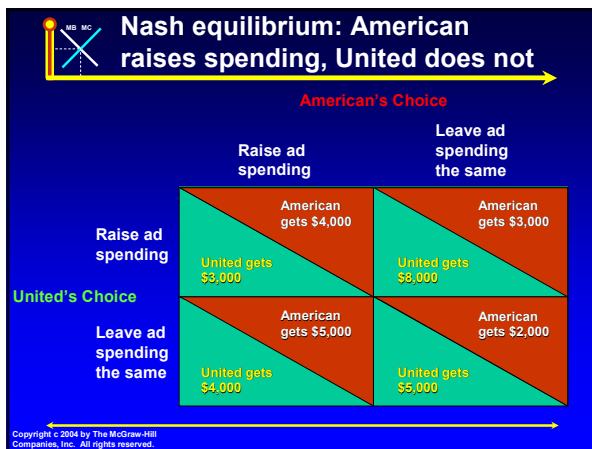 MB MC
Nash equilibrium: American
raises spending, United does not
American's Choice
Raise ad
spending
Leave ad
spending
the same
Raise ad
spending
American
gets $4,000
United gets
$3,000
American
gets $3,000
United gets
$8,000
United's Choice
Leave ad
spending
the same
American
gets $5,000
United gets
$4,000
American
gets $2,000
United gets
$5,000
Copyright c 2004 by The McGraw-Hill
Companies, Inc. All rights reserved.